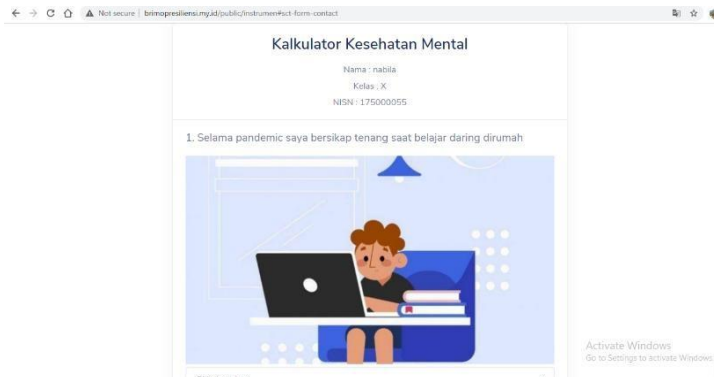 Not secure | brimopresiliensi.my.id/public/instrumen#sct-form-contact
Kalkulator Kesehatan Mental
Nama : nabila
Kelas : X
NISN : 175000055
1. Selama pandemic saya bersikap tenang saat belajar daring dirumah
Activate Windows
Go to Settings to activate Windows